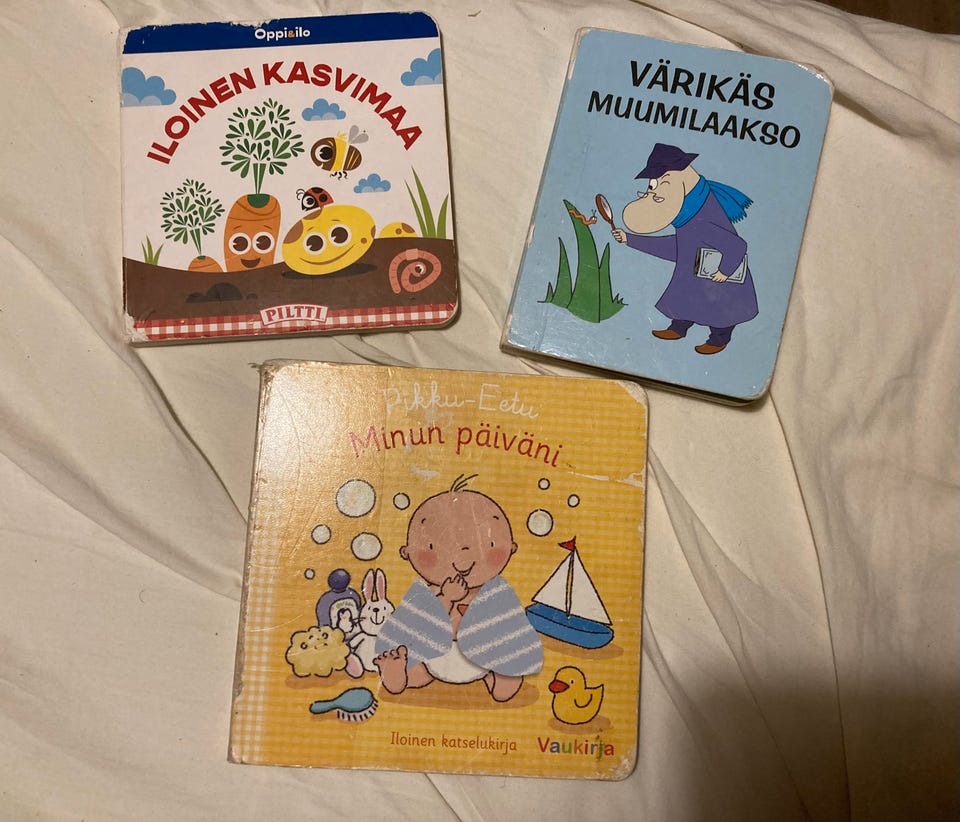 Oppi&ilo
ILOINEN KASVIMAA
PILTTI
VÄRIKÄS
MUUMILAAKSO
Pikku-Eetu
Minun päiväni
Iloinen katselukirja
Vaukirja